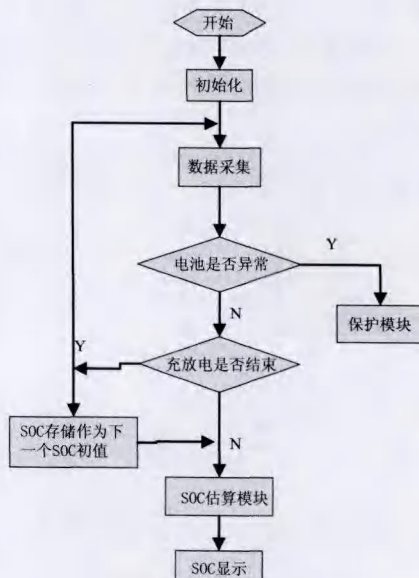 开始
初始化
数据采集
电池是否异常
Y
保护模块
N
充放电是否结束
Y
SOC存储作为下
一个SOC初值
N
SOC估算模块
SOC显示